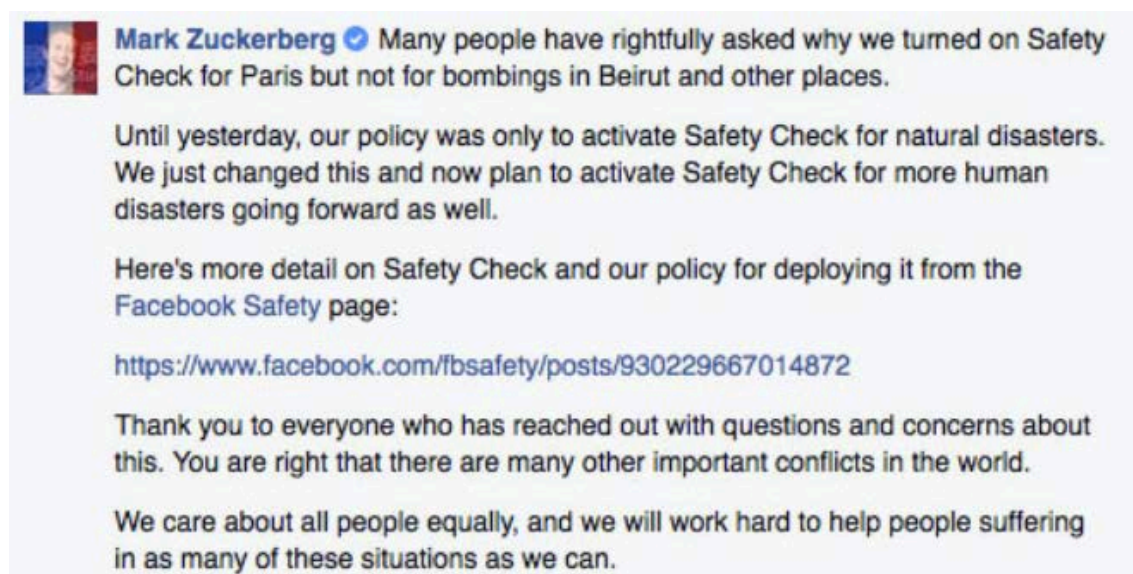 Mark Zuckerberg Many people have rightfully asked why we turned on Safety
Check for Paris but not for bombings in Beirut and other places.
Until yesterday, our policy was only to activate Safety Check for natural disasters.
We just changed this and now plan to activate Safety Check for more human
disasters going forward as well.
Here's more detail on Safety Check and our policy for deploying it from the
Facebook Safety page:
https://www.facebook.com/fbsafety/posts/930229667014872
Thank you to everyone who has reached out with questions and concerns about
this. You are right that there are many other important conflicts in the world.
We care about all people equally, and we will work hard to help people suffering
in as many of these situations as we can.